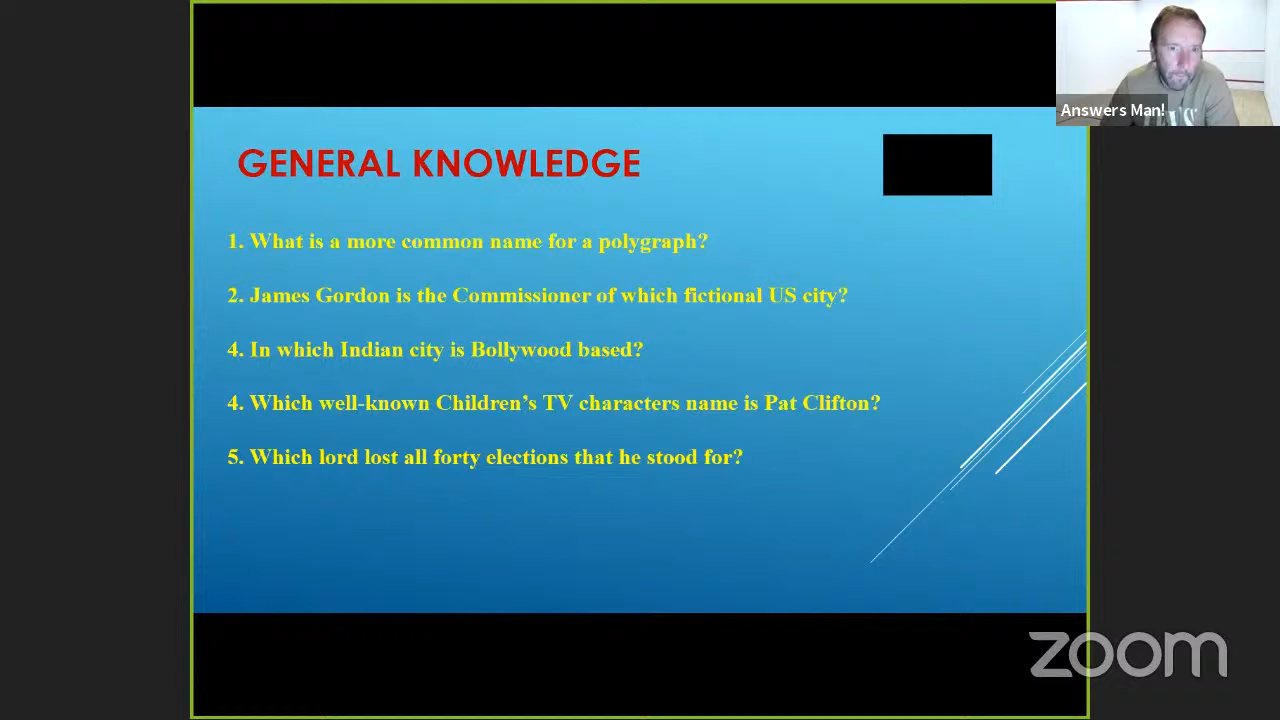 Answers Man!
GENERAL KNOWLEDGE
1. What is a more common name for a polygraph?
2. James Gordon is the Commissioner of which fictional US city?
4. In which Indian city is Bollywood based?
4. Which well-known Children’s TV characters name is Pat Clifton?
5. Which lord lost all forty elections that he stood for?
zoom